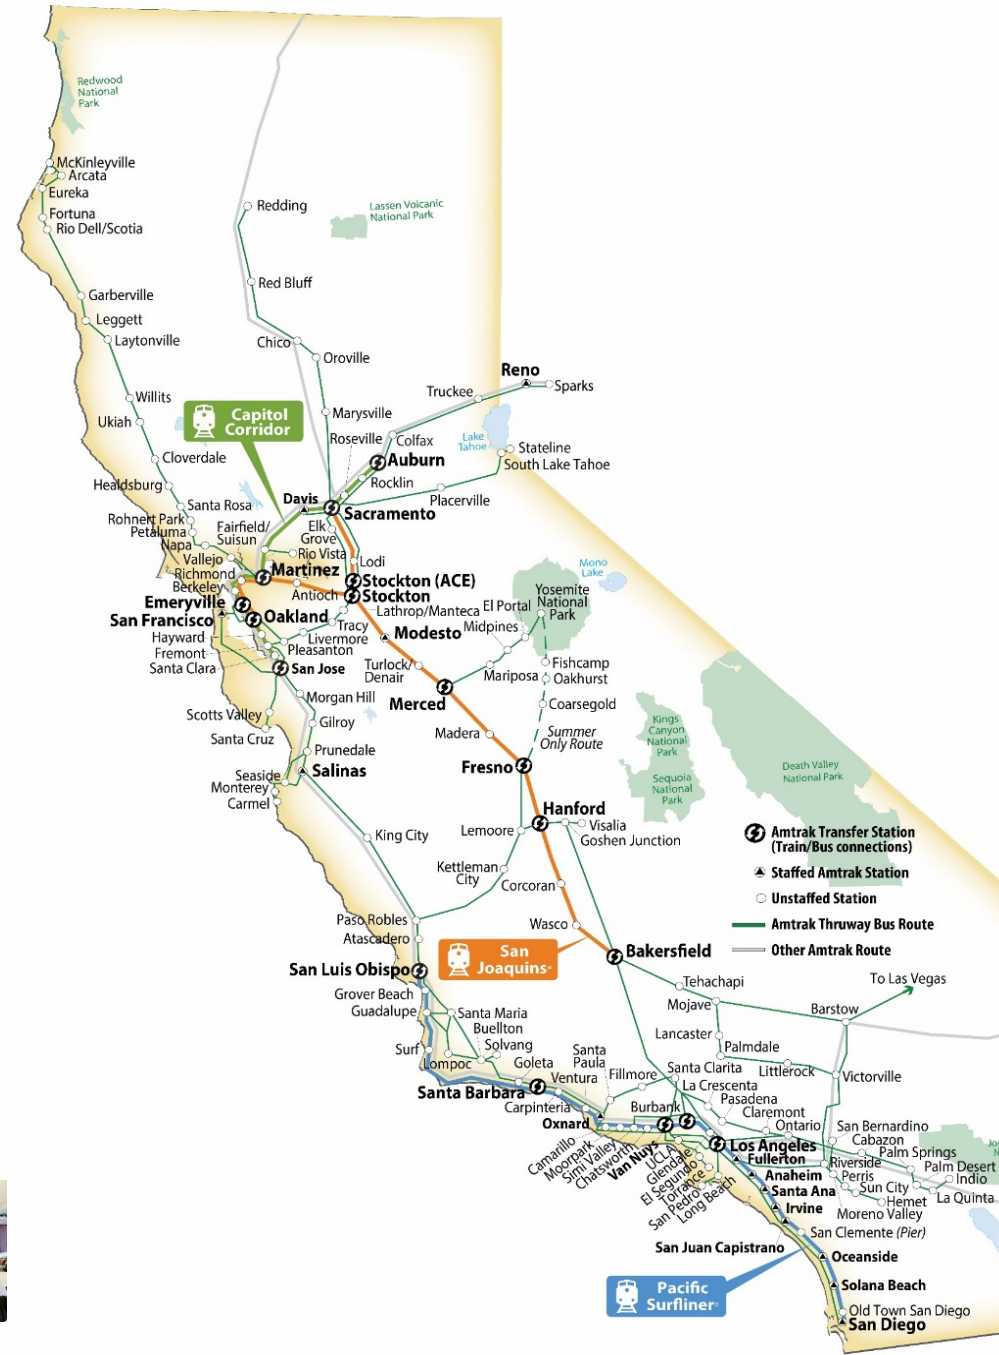 Redwood
National
Park
McKinleyville
Arcata
Eureka
Fortuna
Rio Dell/Scotia
Redding
Lassen Volcanic
National Park
Garberville
Leggett
Laytonville
Red Bluff
Chico
Oroville
Willits
Ukiah
Marysville
Reno
Truckee
Sparks
Capitol
Corridor
Roseville
Colfax
Lake
Tahoe
Stateline
South Lake Tahoe
Cloverdale
Auburn
Rocklin
Placerville
Healdsburg
Davis
Sacramento
Santa Rosa
Rohnert Park
Petaluma
Napa
Fairfield/
Suisun
Elk
Grove
Rio Vista
Lodi
Vallejo
Richmond
Berkeley
Martinez
Antioch
Stockton (ACE)
Stockton
Mono
Lake
Yosemite
National
Park
Emeryville
San Francisco
Oakland
Lathrop/Manteca
El Portal
Midpines
Hayward
Fremont
Santa Clara
Tracy
Livermore
Pleasanton
Modesto
San Jose
Turlock/
Denair
Mariposa
Fishcamp
Oakhurst
Merced
Coarsegold
Morgan Hill
Scotts Valley
Gilroy
Santa Cruz
Madera
Summer
Only Route
Kings
Canyon
National
Park
Prunedale
Salinas
Seaside
Monterey
Carmel
Fresno
Sequoia
National
Park
Death Valley
National Park
Hanford
King City
Lemoore
Visalia
Goshen Junction
Kettleman
City
Corcoran
Amtrak Transfer Station
(Train/Bus connections)
Staffed Amtrak Station
Unstaffed Station
Amtrak Thruway Bus Route
Other Amtrak Route
Paso Robles
Atascadero
Wasco
San
Joaquins®
Bakersfield
San Luis Obispo
Grover Beach
Guadalupe
Tehachapi
Mojave
Barstow
To Las Vegas
Santa Maria
Buellton
Solvang
Surf
Lompoc
Goleta
Lancaster
Palmdale
Littlerock
Victorville
Santa Barbara
Ventura
Carpinteria
Santa
Paula
Fillmore
Santa Clarita
La Crescenta
Pasadena
Claremont
Ontario
Oxnard
Burbank
San Bernardino
Cabazon
Palm Springs
Palm Desert
Indio
La Quinta
Camarillo
Moorpark
Simi Valley
Chatsworth
Van Nuys
UCLA
Glendale
El Segundo
Torrance
San Pedro
Long Beach
Los Angeles
Fullerton
Anaheim
Santa Ana
Irvine
Riverside
Perris
Sun City
Hemet
Moreno Valley
San Juan Capistrano
San Clemente (Pier)
Oceanside
Pacific
Surfliner®
Solana Beach
Old Town San Diego
San Diego